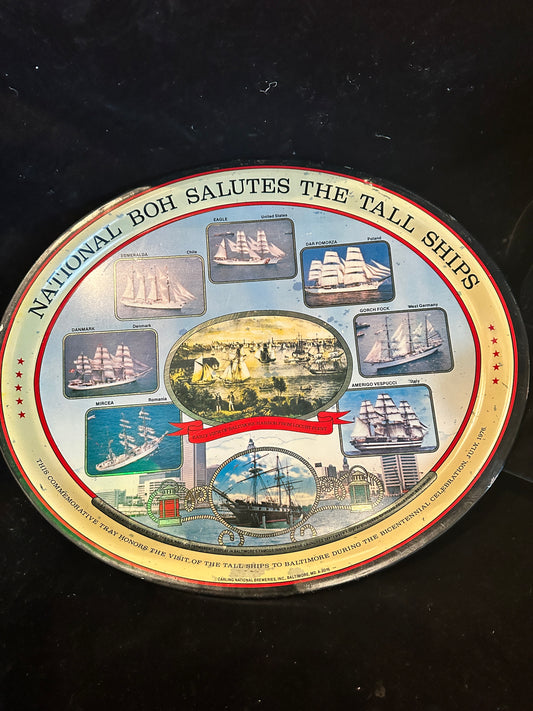 NATIONAL BOH SALUTES THE TALL SHIPS
EAGLE United States
ESMERALDA Chile
DAR POMORZA Poland
DANMARK Denmark
GORCH FOCK West Germany
MIRCEA Romania
AMERIGO VESPUCCI Italy
THIS COMMEMORATIVE TRAY HONORS THE VISIT OF THE TALL SHIPS TO BALTIMORE DURING THE BICENTENNIAL CELEBRATION, JULY, 1976.
CARLING NATIONAL BREWERIES, INC., BALTIMORE, MD.